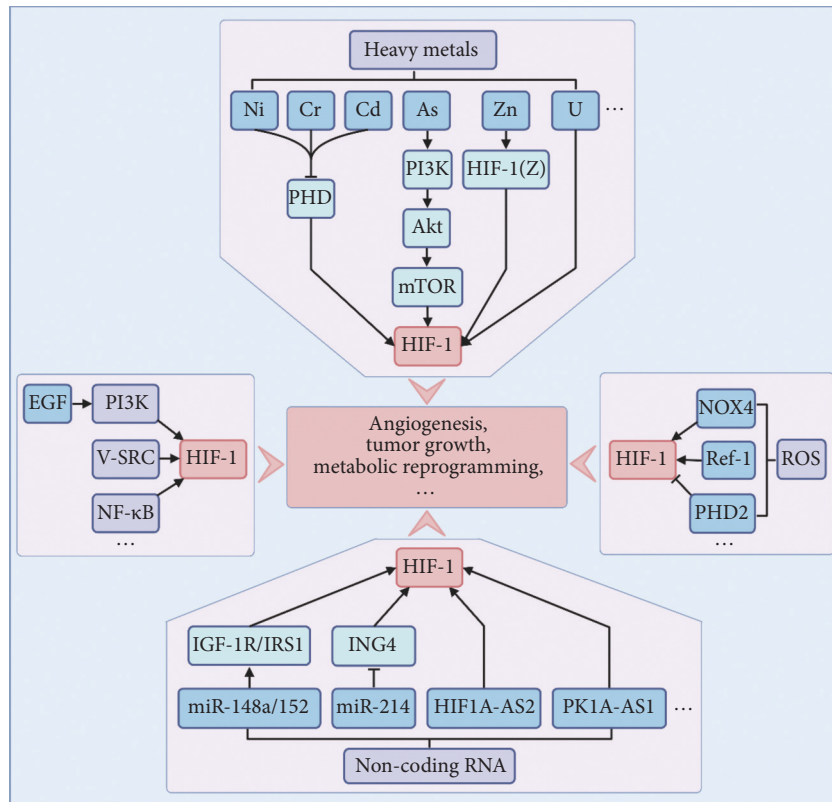 Heavy metals
Ni Cr Cd As Zn U ...
PHD PI3K HIF-1(Z)
Akt
mTOR
HIF-1
EGF PI3K
V-SRC HIF-1
NF-κB
...
Angiogenesis,
tumor growth,
metabolic reprogramming,
...
NOX4
HIF-1 Ref-1 ROS
PHD2
...
HIF-1
IGF-1R/IRS1 ING4
miR-148a/152 miR-214 HIF1A-AS2 PK1A-AS1 ...
Non-coding RNA